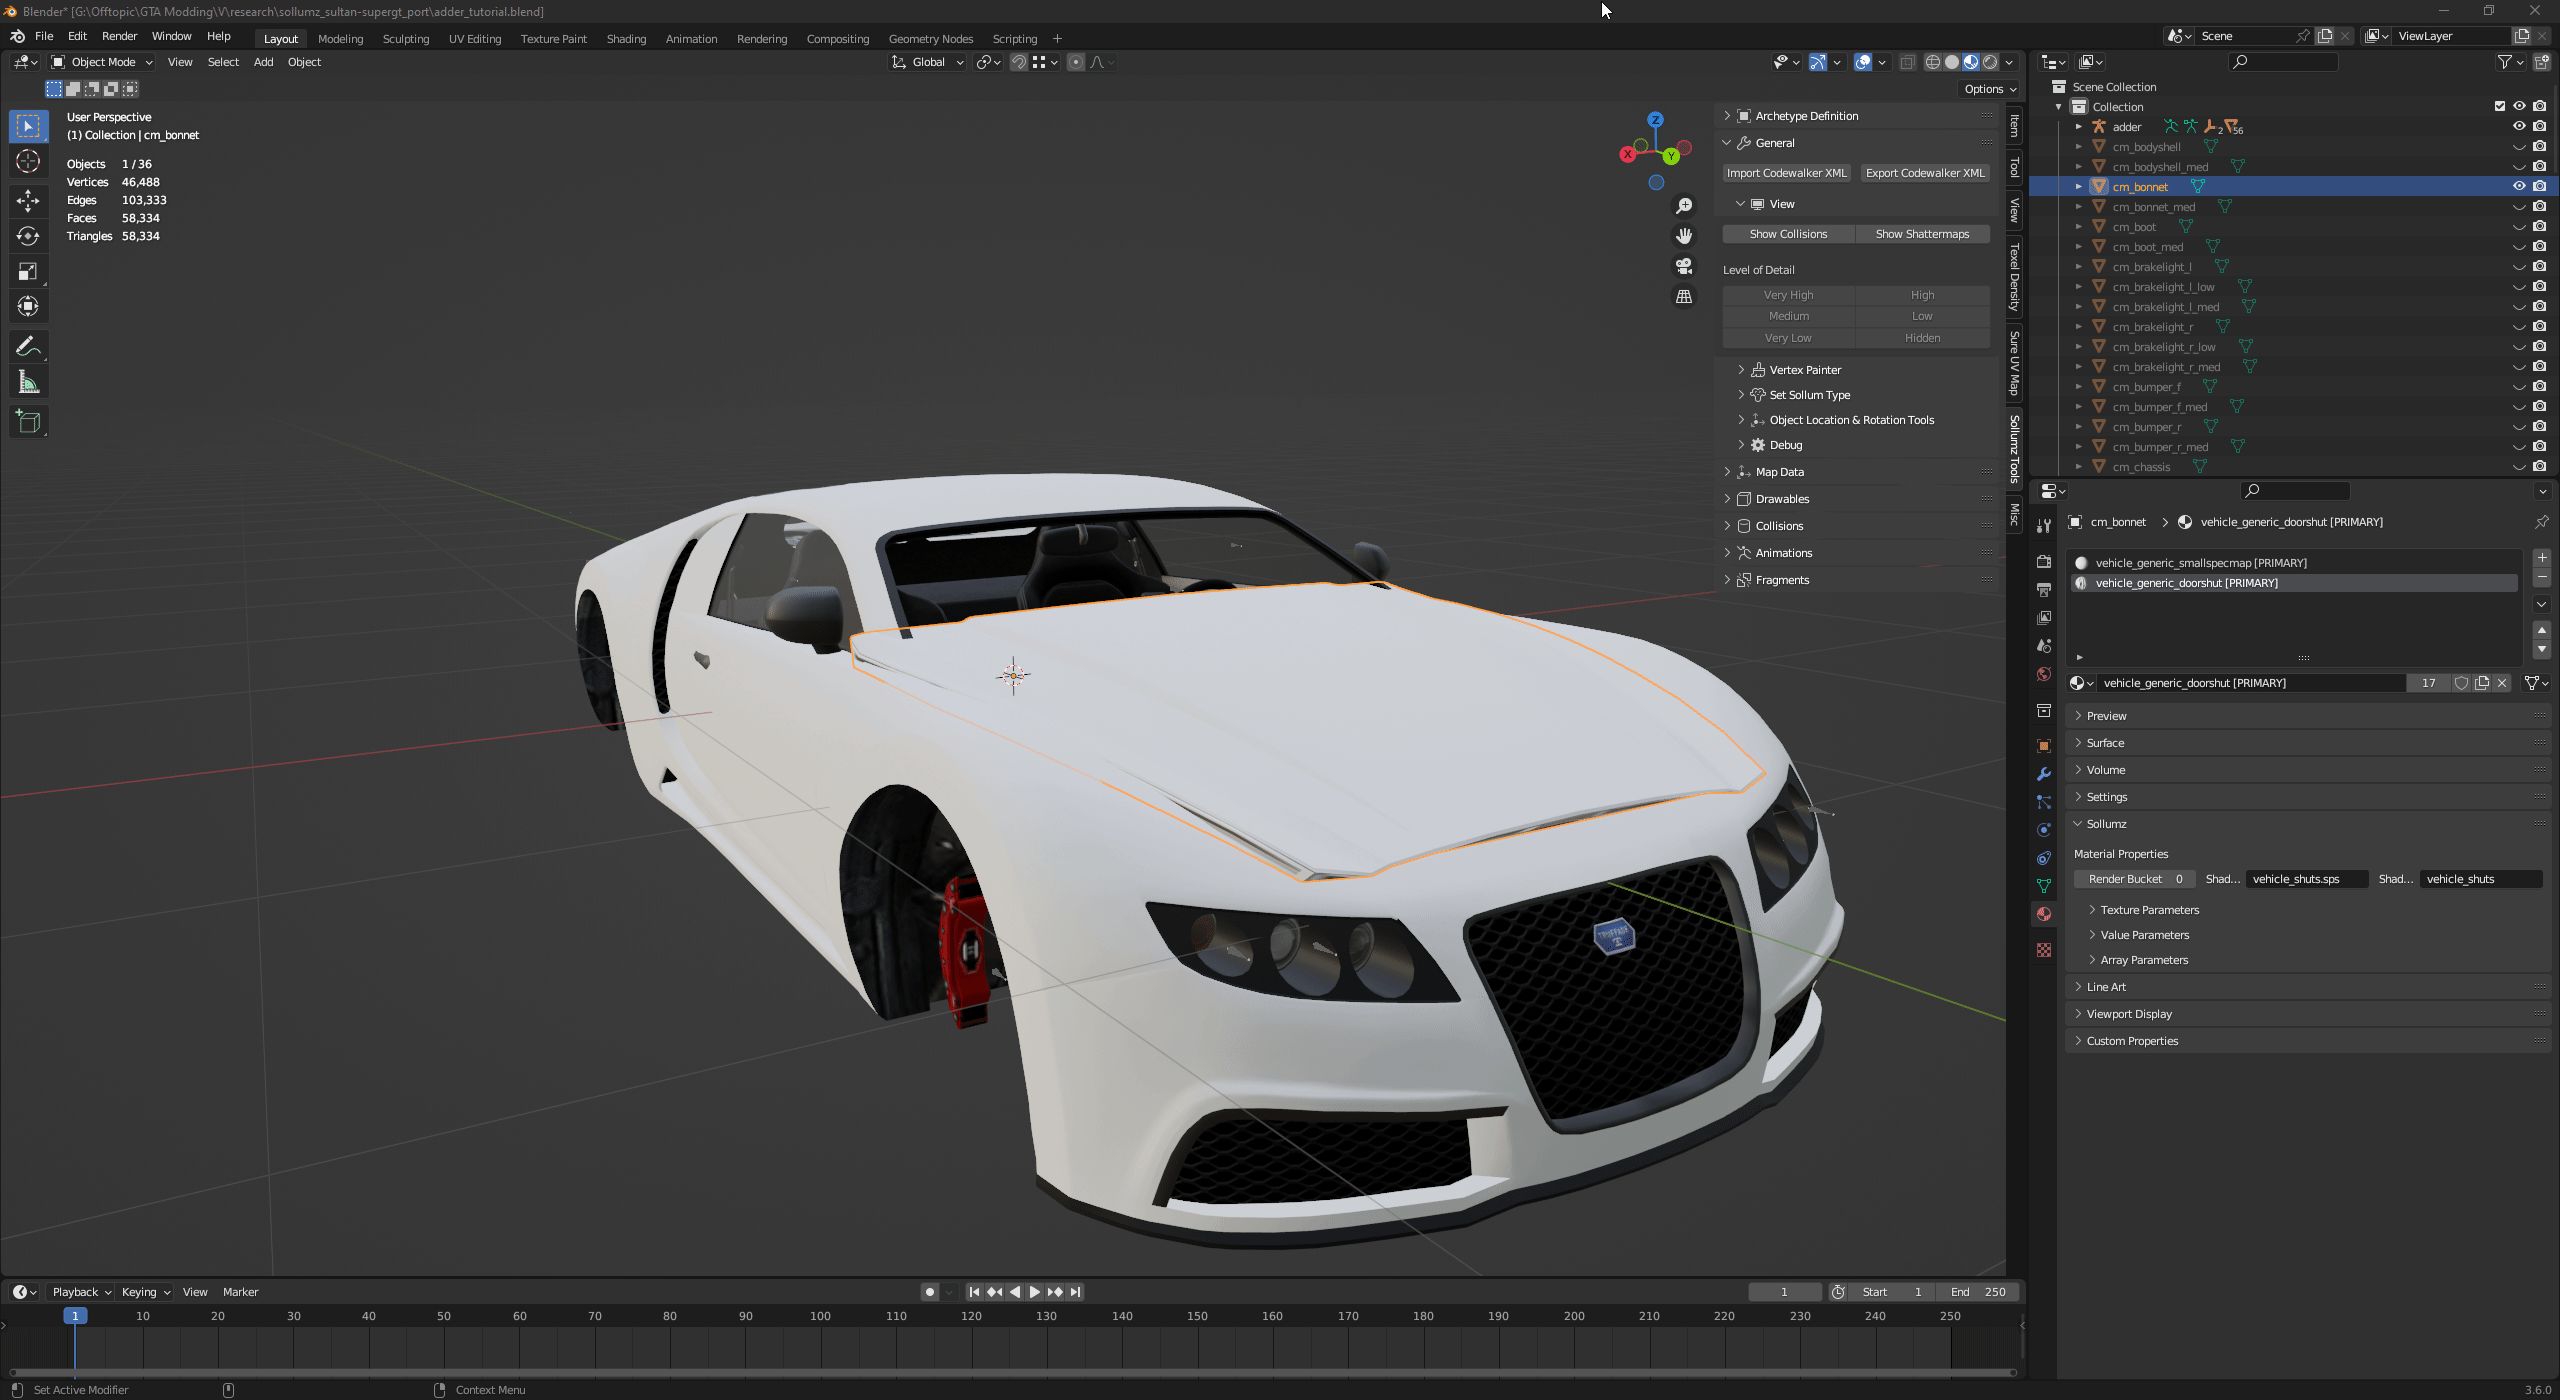 Blender* [G:\Offtopic\GTA Modding\V\research\sollumz_sultan-supergt_port\adder_tutorial.blend]
File Edit Render Window Help Layout Modeling Sculpting UV Editing Texture Paint Shading Animation Rendering Compositing Geometry Nodes Scripting + Scene ViewLayer
Object Mode View Select Add Object Global
Options
User Perspective
(1) Collection | cm_bonnet
Objects 1 / 36
Vertices 46,488
Edges 103,333
Faces 58,334
Triangles 58,334
Z
X
Y
Archetype Definition
General
Import Codewalker XML Export Codewalker XML
View
Show Collisions Show Shattermaps
Level of Detail
Very High High
Medium Low
Very Low Hidden
Vertex Painter
Set Sollum Type
Object Location & Rotation Tools
Debug
Map Data
Drawables
Collisions
Animations
Fragments
Item
Tool
View
Texel Density
Sure UV Map
Sollumz Tools
Misc
Scene Collection
Collection
adder 2 56
cm_bodyshell
cm_bodyshell_med
cm_bonnet
cm_bonnet_med
cm_boot
cm_boot_med
cm_brakelight_l
cm_brakelight_l_low
cm_brakelight_l_med
cm_brakelight_r
cm_brakelight_r_low
cm_brakelight_r_med
cm_bumper_f
cm_bumper_f_med
cm_bumper_r
cm_bumper_r_med
cm_chassis
cm_bonnet > vehicle_generic_doorshut [PRIMARY]
vehicle_generic_smallspecmap [PRIMARY]
vehicle_generic_doorshut [PRIMARY]
vehicle_generic_doorshut [PRIMARY] 17
Preview
Surface
Volume
Settings
Sollumz
Material Properties
Render Bucket 0 Shad... vehicle_shuts.sps Shad... vehicle_shuts
Texture Parameters
Value Parameters
Array Parameters
Line Art
Viewport Display
Custom Properties
TRUFFADE
Playback Keying View Marker 1 Start 1 End 250
1 10 20 30 40 50 60 70 80 90 100 110 120 130 140 150 160 170 180 190 200 210 220 230 240 250
Set Active Modifier Context Menu 3.6.0